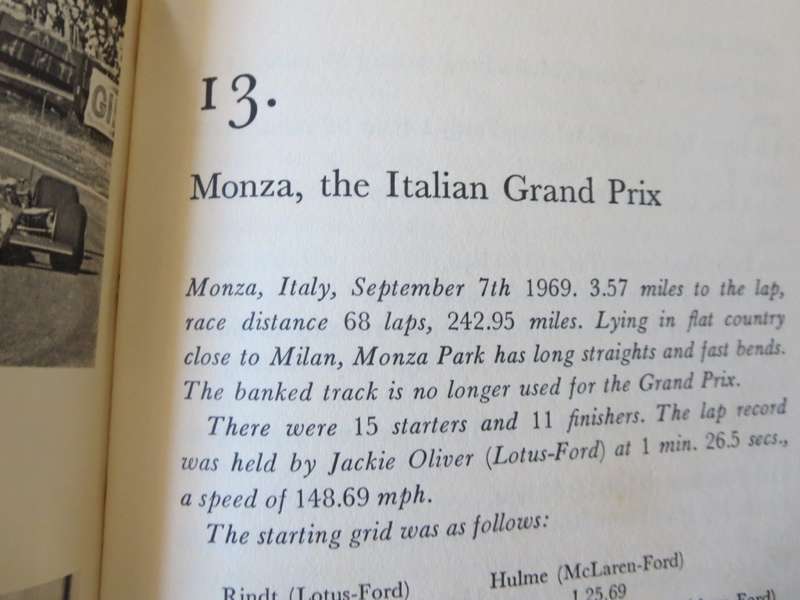 GI
13.
Monza, the Italian Grand Prix
Monza, Italy, September 7th 1969. 3.57 miles to the lap,
race distance 68 laps, 242.95 miles. Lying in flat country
close to Milan, Monza Park has long straights and fast bends.
The banked track is no longer used for the Grand Prix.
There were 15 starters and 11 finishers. The lap record
was held by Jackie Oliver (Lotus-Ford) at 1 min. 26.5 secs.,
a speed of 148.69 mph.
The starting grid was as follows:
Hulme (McLaren-Ford)
Rindt (Lotus-Ford)
1.25.69
Ford)